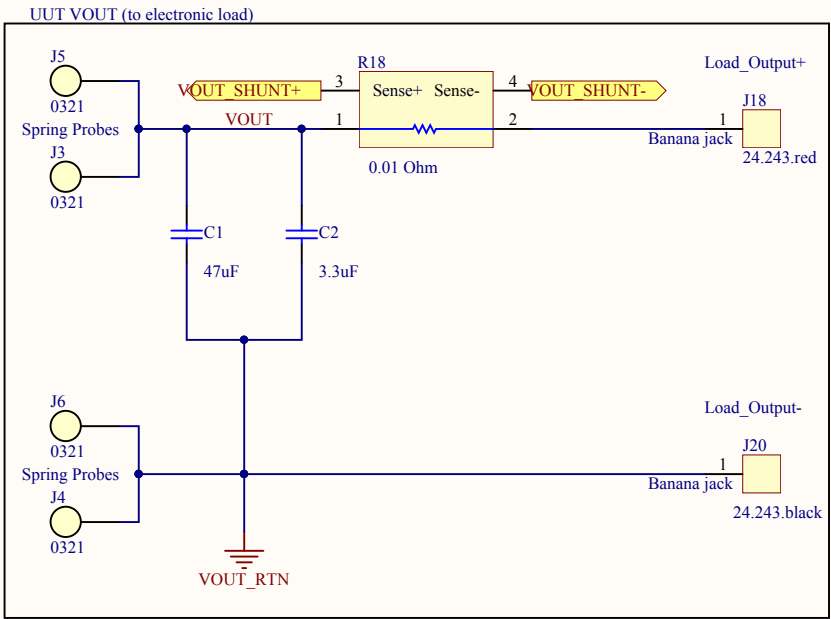 UUT VOUT (to electronic load)
J5
0321
Spring Probes
J3
0321
VOUT_SHUNT+
3
R18
Sense+ Sense-
4
VOUT_SHUNT-
VOUT
1
2
0.01 Ohm
Load_Output+
J18
1
Banana jack
24.243.red
C1
47uF
C2
3.3uF
J6
0321
Spring Probes
J4
0321
Load_Output-
J20
1
Banana jack
24.243.black
VOUT_RTN